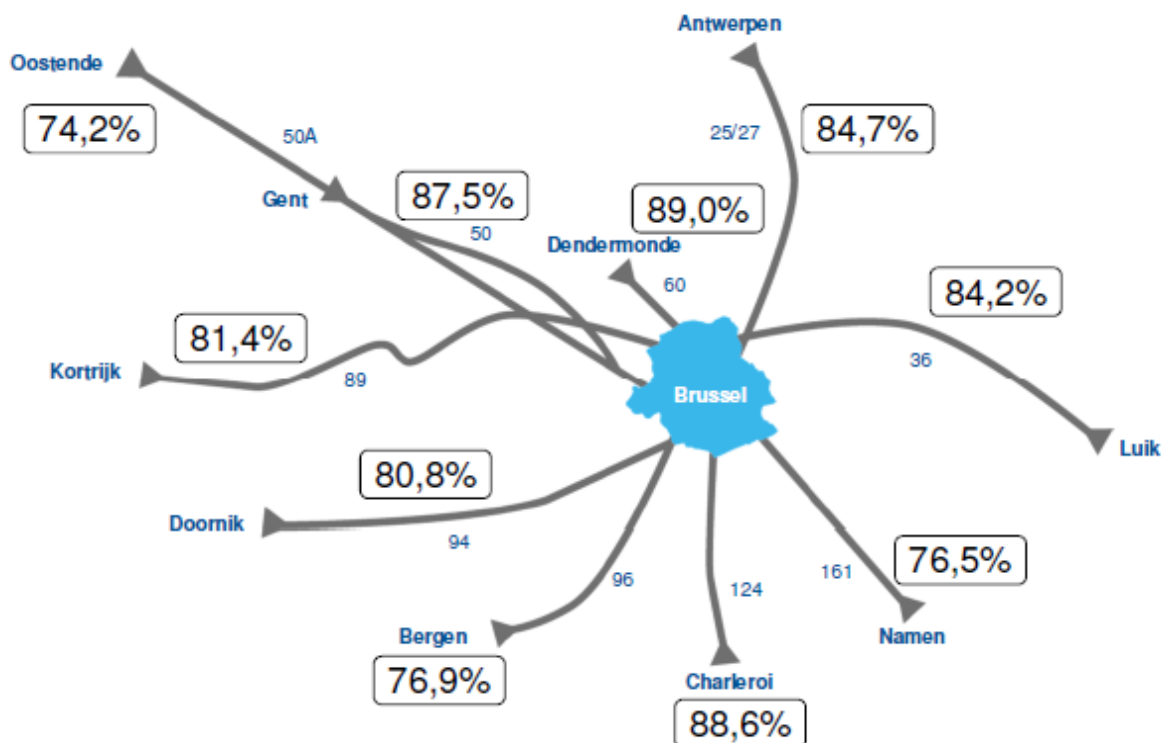 Antwerpen
Oostende
74,2%
50A
25/27
84,7%
Gent
87,5%
50
89,0%
Dendermonde
60
84,2%
36
81,4%
Kortrijk
89
Brussel
Luik
80,8%
Doornik
94
96
124
161
76,5%
Bergen
76,9%
Namen
Charleroi
88,6%